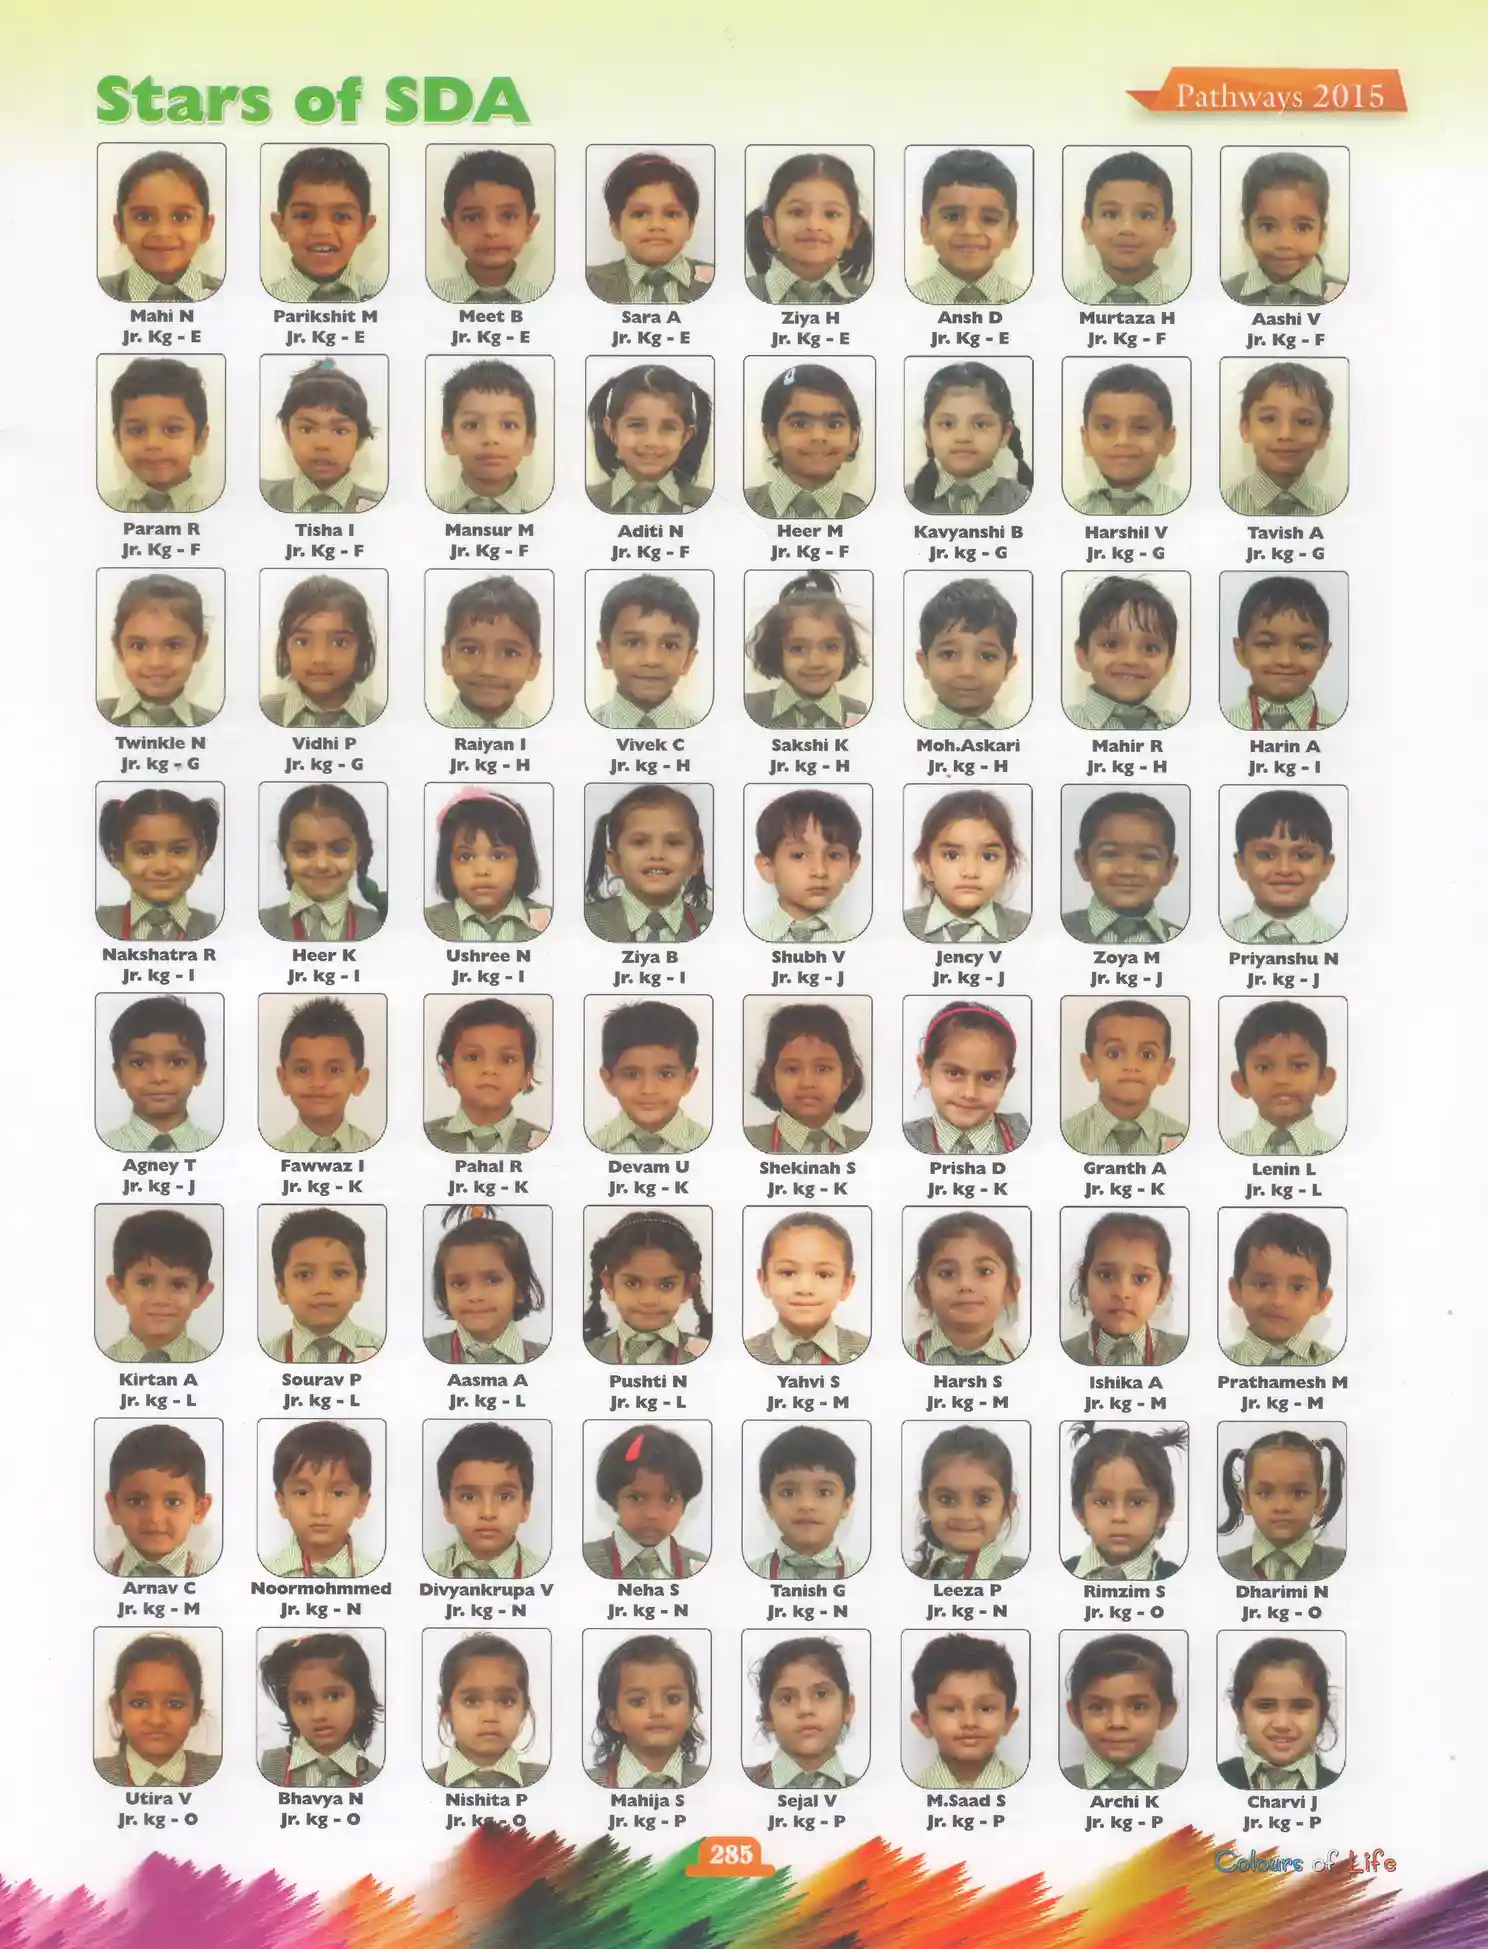 Stars of SDA
Pathways 2015
Mahi N Parikshit M Meet B Sara A Ziya H Ansh D Murtaza H Aashi V
Jr. Kg - E Jr. Kg - E Jr. Kg - E Jr. Kg - E Jr. Kg - E Jr. Kg - E Jr. Kg - F Jr. Kg - F
Param R Tisha I Mansur M Aditi N Heer M Kavyanshi B Harshil V Tavish A
Jr. Kg - F Jr. Kg - F Jr. Kg - F Jr. Kg - F Jr. Kg - F Jr. kg - G Jr. kg - G Jr. kg - G
Twinkle N Vidhi P Raiyan I Vivek C Sakshi K Moh.Askari Mahir R Harin A
Jr. kg - G Jr. kg - G Jr. kg - H Jr. kg - H Jr. kg - H Jr. kg - H Jr. kg - H Jr. kg - I
Nakshatra R Heer K Ushree N Ziya B Shubh V Jency V Zoya M Priyanshu N
Jr. kg - I Jr. kg - I Jr. kg - I Jr. kg - I Jr. kg - J Jr. kg - J Jr. kg - J Jr. kg - J
Agney T Fawwaz I Pahal R Devam U Shekinah S Prisha D Granth A Lenin L
Jr. kg - J Jr. kg - K Jr. kg - K Jr. kg - K Jr. kg - K Jr. kg - K Jr. kg - K Jr. kg - L
Kirtan A Sourav P Aasma A Pushti N Yahvi S Harsh S Ishika A Prathamesh M
Jr. kg - L Jr. kg - L Jr. kg - L Jr. kg - L Jr. kg - M Jr. kg - M Jr. kg - M Jr. kg - M
Arnav C Noormohmmed Divyankrupa V Neha S Tanish G Leeza P Rimzim S Dharimi N
Jr. kg - M Jr. kg - N Jr. kg - N Jr. kg - N Jr. kg - N Jr. kg - N Jr. kg - O Jr. kg - O
Utira V Bhavya N Nishita P Mahija S Sejal V M.Saad S Archi K Charvi J
Jr. kg - O Jr. kg - O Jr. kg - O Jr. kg - P Jr. kg - P Jr. kg - P Jr. kg - P Jr. kg - P
285
Colours of Life